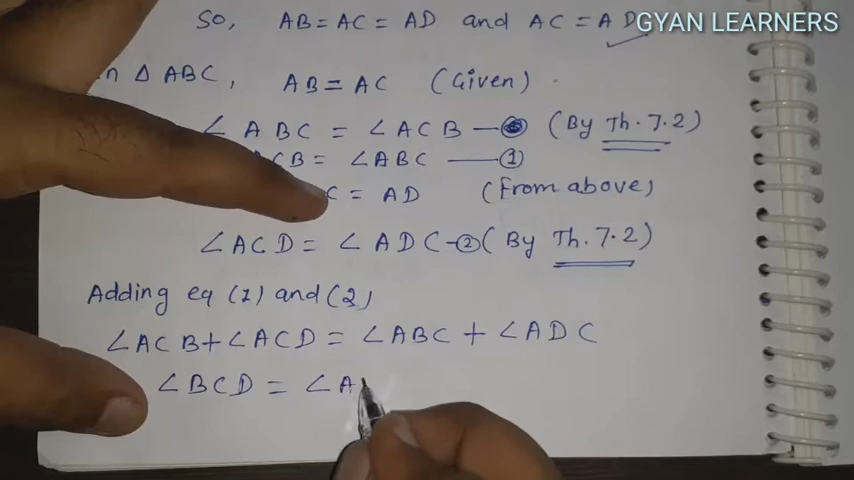 So, AB = AC = AD and AC = AD
GYAN LEARNERS
n Δ ABC, AB = AC (Given)
∠ABC = ∠ACB — (By Th. 7.2)
CB = ∠ABC — ①
C = AD (From above)
∠ACD = ∠ADC — ② (By Th. 7.2)
Adding eq (1) and (2)
∠ACB + ∠ACD = ∠ABC + ∠ADC
∠BCD = ∠A